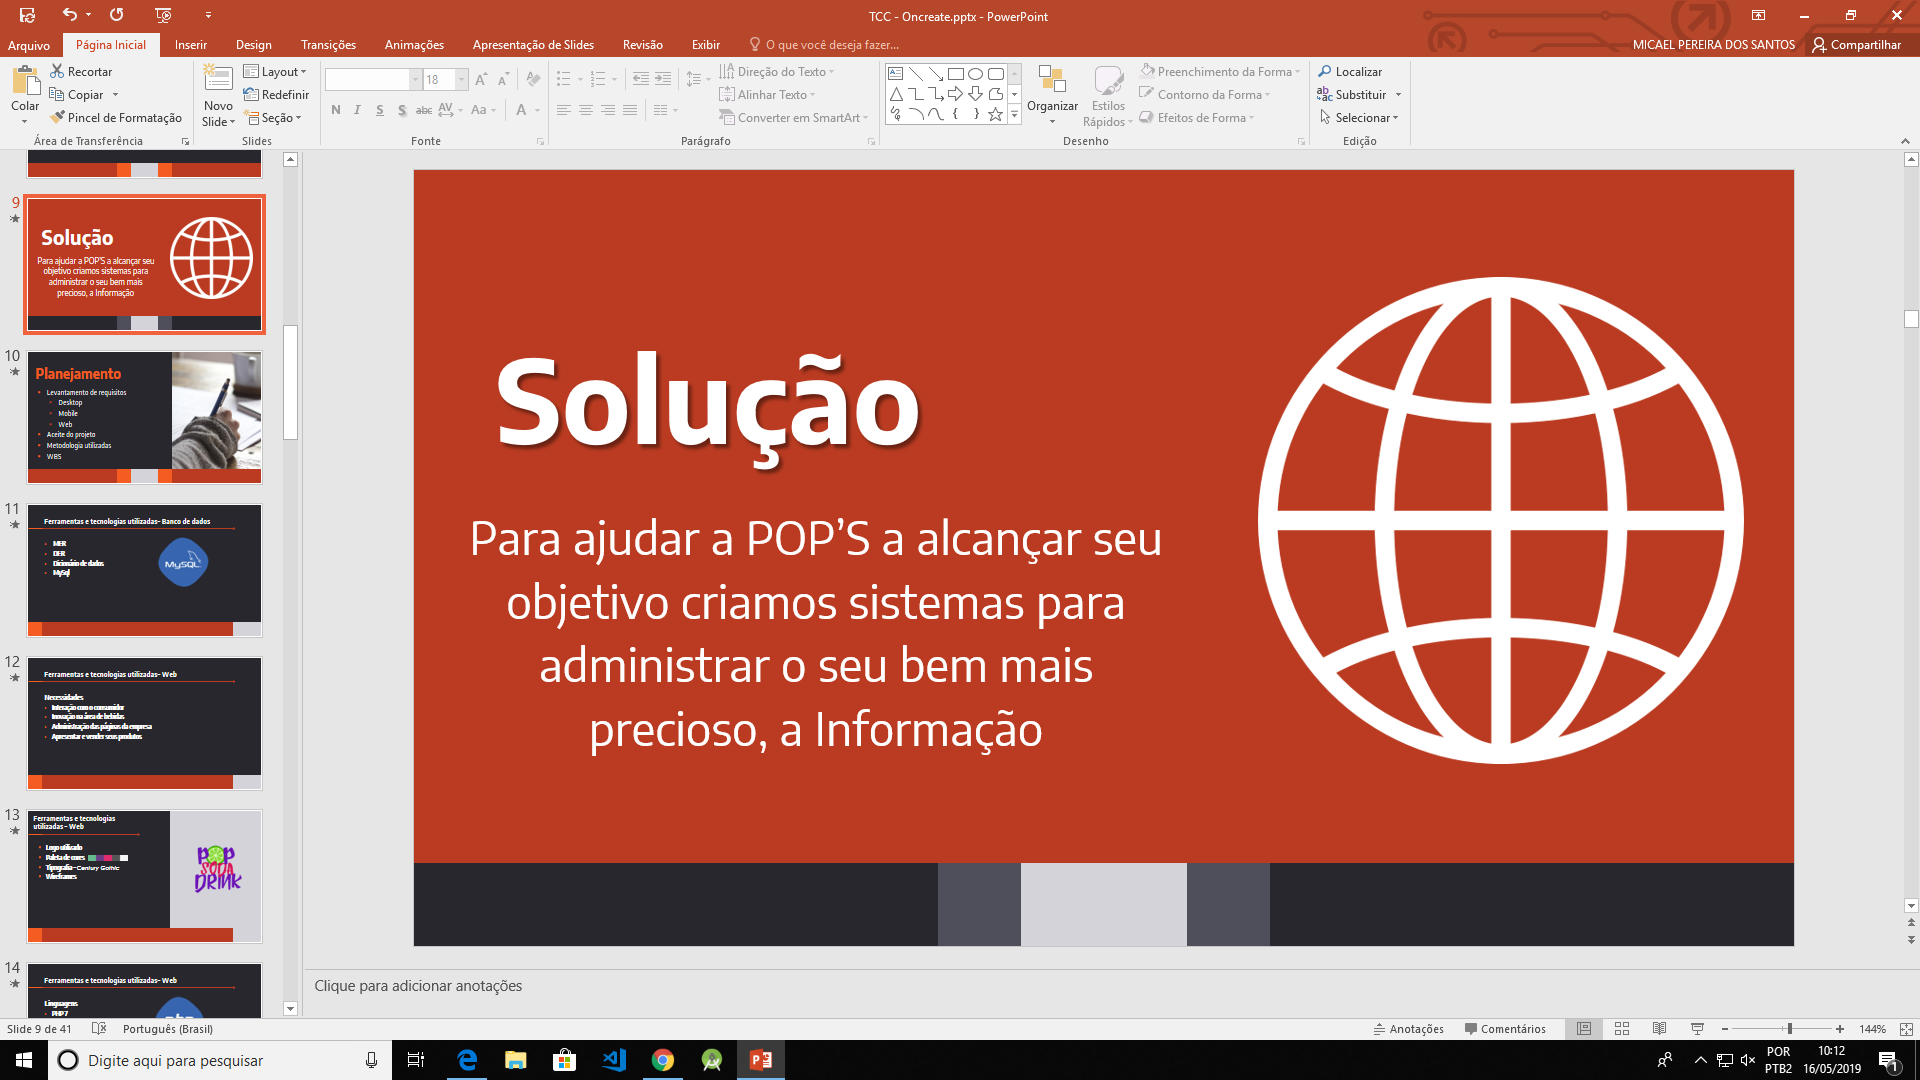 TCC - Oncreate.pptx - PowerPoint
Arquivo Página Inicial Inserir Design Transições Animações Apresentação de Slides Revisão Exibir O que você deseja fazer... MICAEL PEREIRA DOS SANTOS Compartilhar
Colar
Recortar
Copiar
Pincel de Formatação
Área de Transferência
Novo Slide
Layout
Redefinir
Seção
Slides
18
N I S S abc AV Aa A
Fonte
Direção do Texto
Alinhar Texto
Converter em SmartArt
Parágrafo
Organizar
Estilos Rápidos
Preenchimento da Forma
Contorno da Forma
Efeitos de Forma
Desenho
Localizar
Substituir
Selecionar
Edição
9
Solução
Para ajudar a POP'S a alcançar seu
objetivo criamos sistemas para
administrar o seu bem mais
precioso, a Informação
10
Planejamento
Levantamento de requisitos
Desktop
Mobile
Web
Aceite do projeto
Metodologia utilizadas
WBS
11
Ferramentas e tecnologias utilizadas- Banco de dados
MER
DER
Dicionário de dados
MySql
MySQL
12
Ferramentas e tecnologias utilizadas- Web
Necessidades
Interação com o consumidor
Inovação na área de bebidas
Administração das páginas da empresa
Apresentar e vender seus produtos
13
Ferramentas e tecnologias
utilizadas - Web
Logo utilizado
Paleta de cores
Tipografia - Century Gothic
Wireframes
POP
SODA
DRINK
14
Ferramentas e tecnologias utilizadas- Web
Linguagens
PHP7
Solução
Para ajudar a POP’S a alcançar seu
objetivo criamos sistemas para
administrar o seu bem mais
precioso, a Informação
Clique para adicionar anotações
Slide 9 de 41 Português (Brasil) Anotações Comentários 144%
Digite aqui para pesquisar
POR
PTB2
10:12
16/05/2019
1